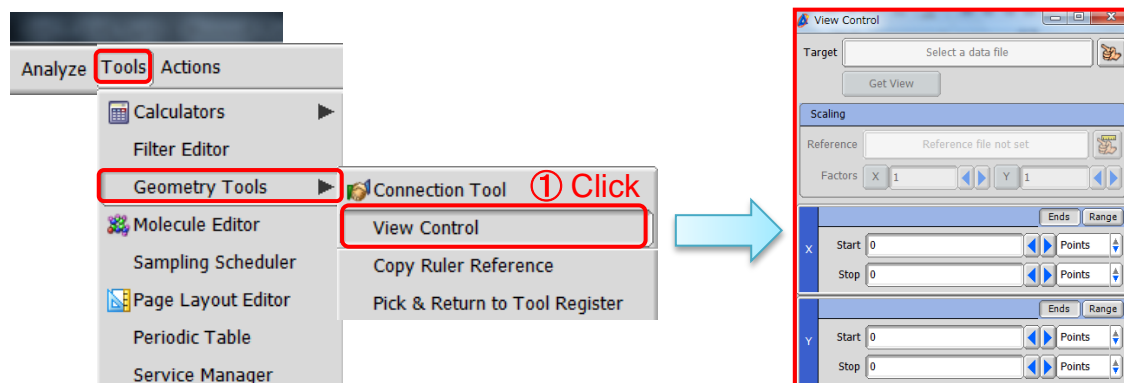 Analyze Tools Actions
Calculators
Filter Editor
Geometry Tools
Molecule Editor
Sampling Scheduler
Page Layout Editor
Periodic Table
Service Manager
Connection Tool
① Click
View Control
Copy Ruler Reference
Pick & Return to Tool Register
View Control
Target Select a data file
Get View
Scaling
Reference Reference file not set
Factors X 1 Y 1
Ends Range
X
Start 0 Points
Stop 0 Points
Ends Range
Y
Start 0 Points
Stop 0 Points